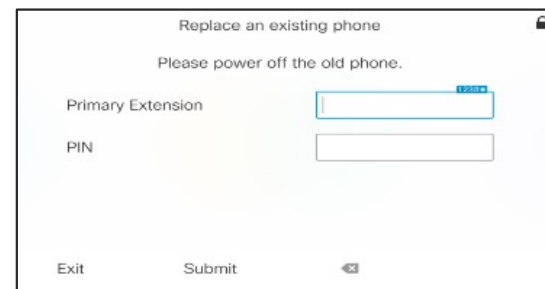 Replace an existing phone
Please power off the old phone.
Primary Extension
PIN
Exit Submit